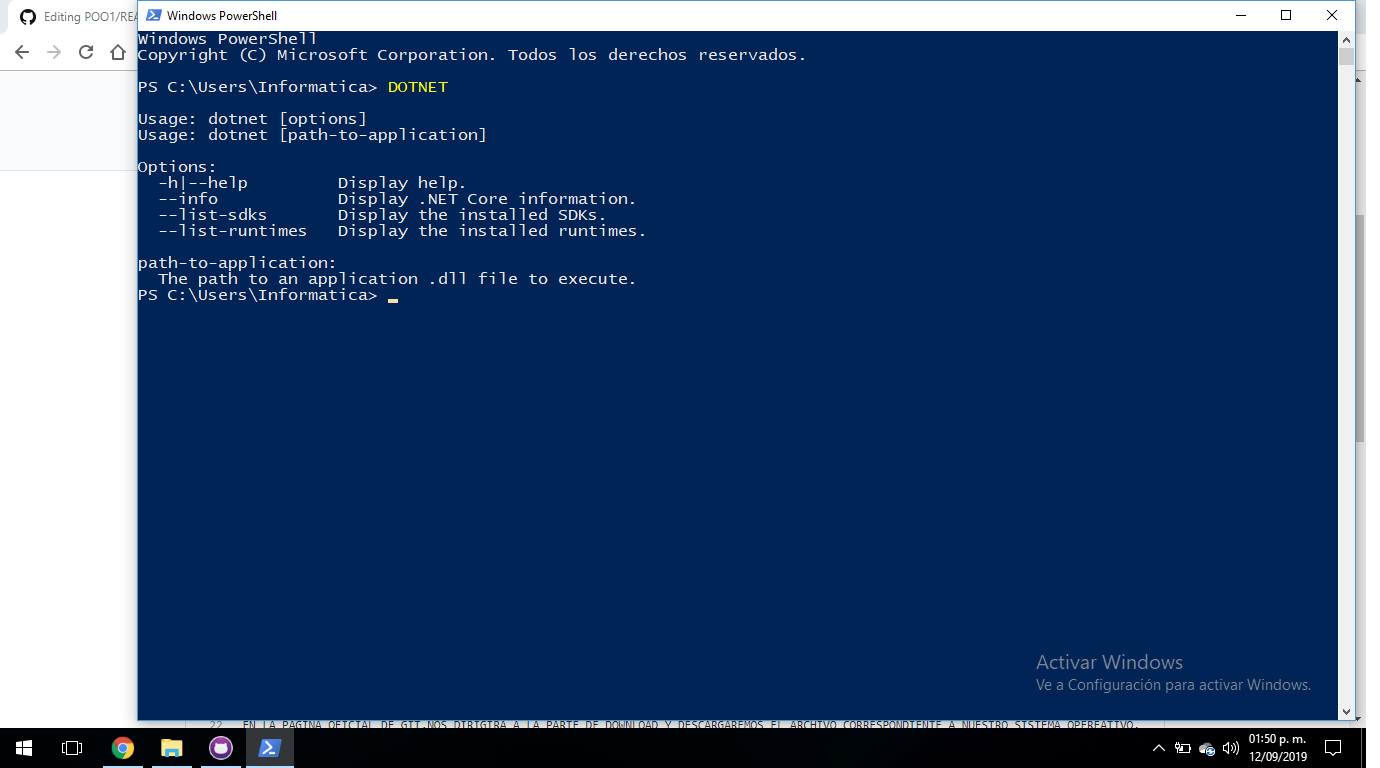 Editing POO1/REA
Windows PowerShell
Windows PowerShell
Copyright (C) Microsoft Corporation. Todos los derechos reservados.
PS C:\Users\Informatica> DOTNET
Usage: dotnet [options]
Usage: dotnet [path-to-application]
Options:
-h|--help Display help.
--info Display .NET Core information.
--list-sdks Display the installed SDKs.
--list-runtimes Display the installed runtimes.
path-to-application:
The path to an application .dll file to execute.
PS C:\Users\Informatica>
Activar Windows
Ve a Configuración para activar Windows.
22 EN LA PAGINA OFICIAL DE GIT,NOS DIRIGIRA A LA PARTE DE DOWNLOAD Y DESCARGAREMOS EL ARCHIVO CORRESPONDIENTE A NUESTRO SISTEMA OPEREATIVO.
01:50 p. m.
12/09/2019